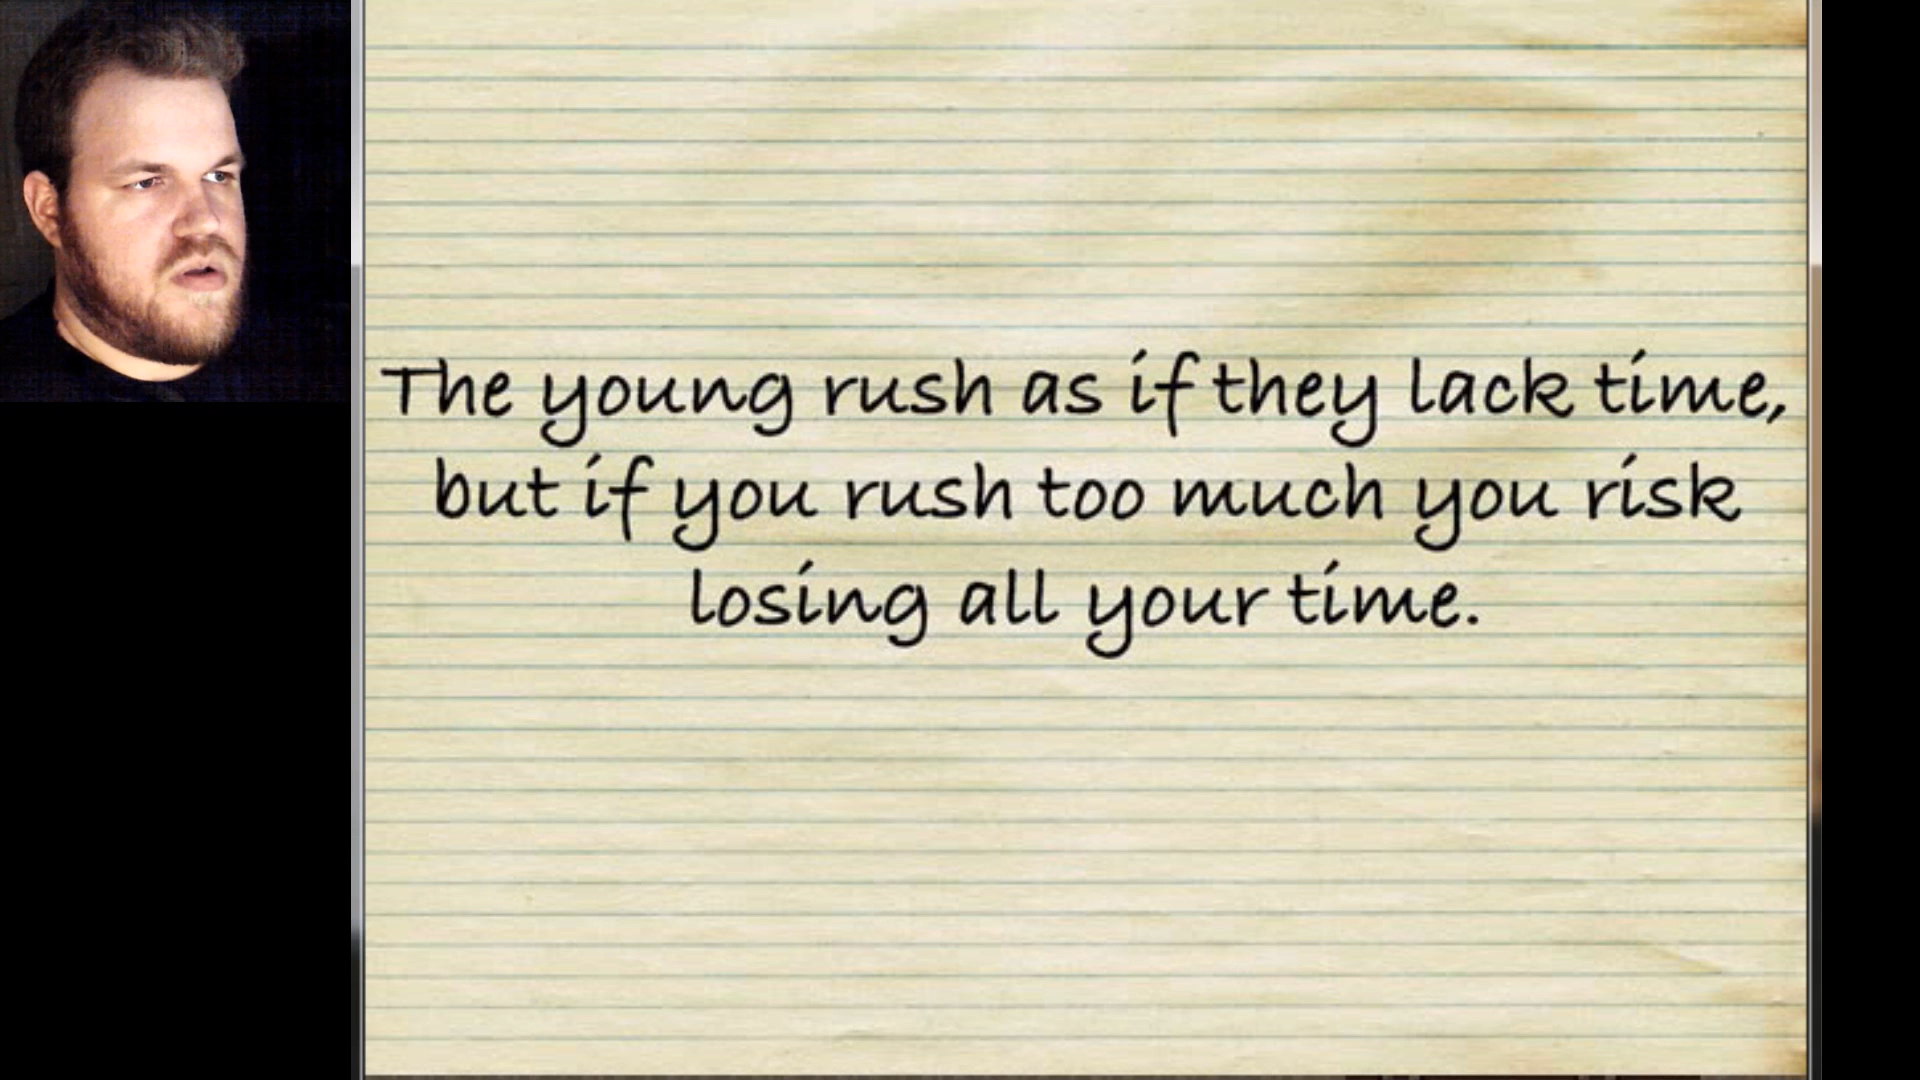 The young rush as if they lack time,
but if you rush too much you risk
losing all your time.